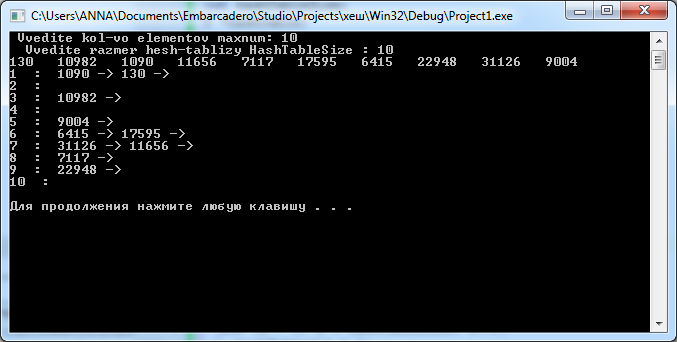 C:\Users\ANNA\Documents\Embarcadero\Studio\Projects\хеш\Win32\Debug\Project1.exe
Vvedite kol-vo elementov maxnum: 10
Vvedite razmer hesh-tablizy HashTableSize : 10
130 10982 1090 11656 7117 17595 6415 22948 31126 9004
1 : 1090 -> 130 ->
2 :
3 : 10982 ->
4 :
5 : 9004 ->
6 : 6415 -> 17595 ->
7 : 31126 -> 11656 ->
8 : 7117 ->
9 : 22948 ->
10 :
Для продолжения нажмите любую клавишу . . .